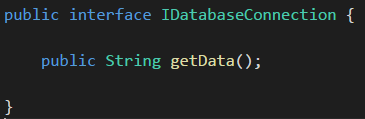 public interface IDatabaseConnection {
public String getData();
}